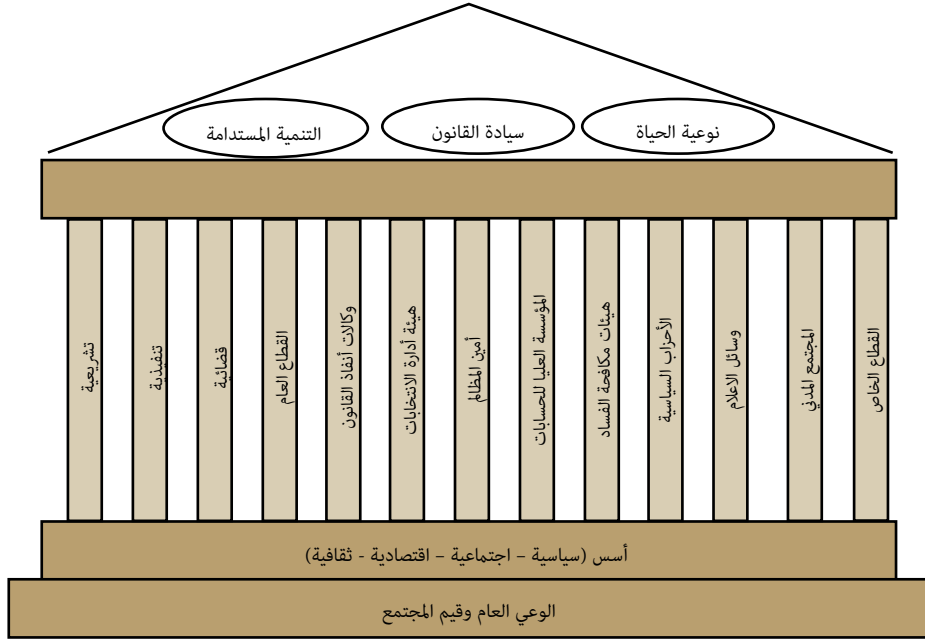 نوعية الحياة
سيادة القانون
التنمية المستدامة
القطاع الخاص
المجتمع المدني
وسائل الاعلام
الأحزاب السياسية
هيئات مكافحة الفساد
المؤسسة العليا للحسابات
أمين المظالم
هيئة أدارة الانتخابات
وكالات أنفاذ القانون
القطاع العام
قضائية
تنفيذية
تشريعية
أسس (سياسية – اجتماعية – اقتصادية - ثقافية)
الوعي العام وقيم المجتمع